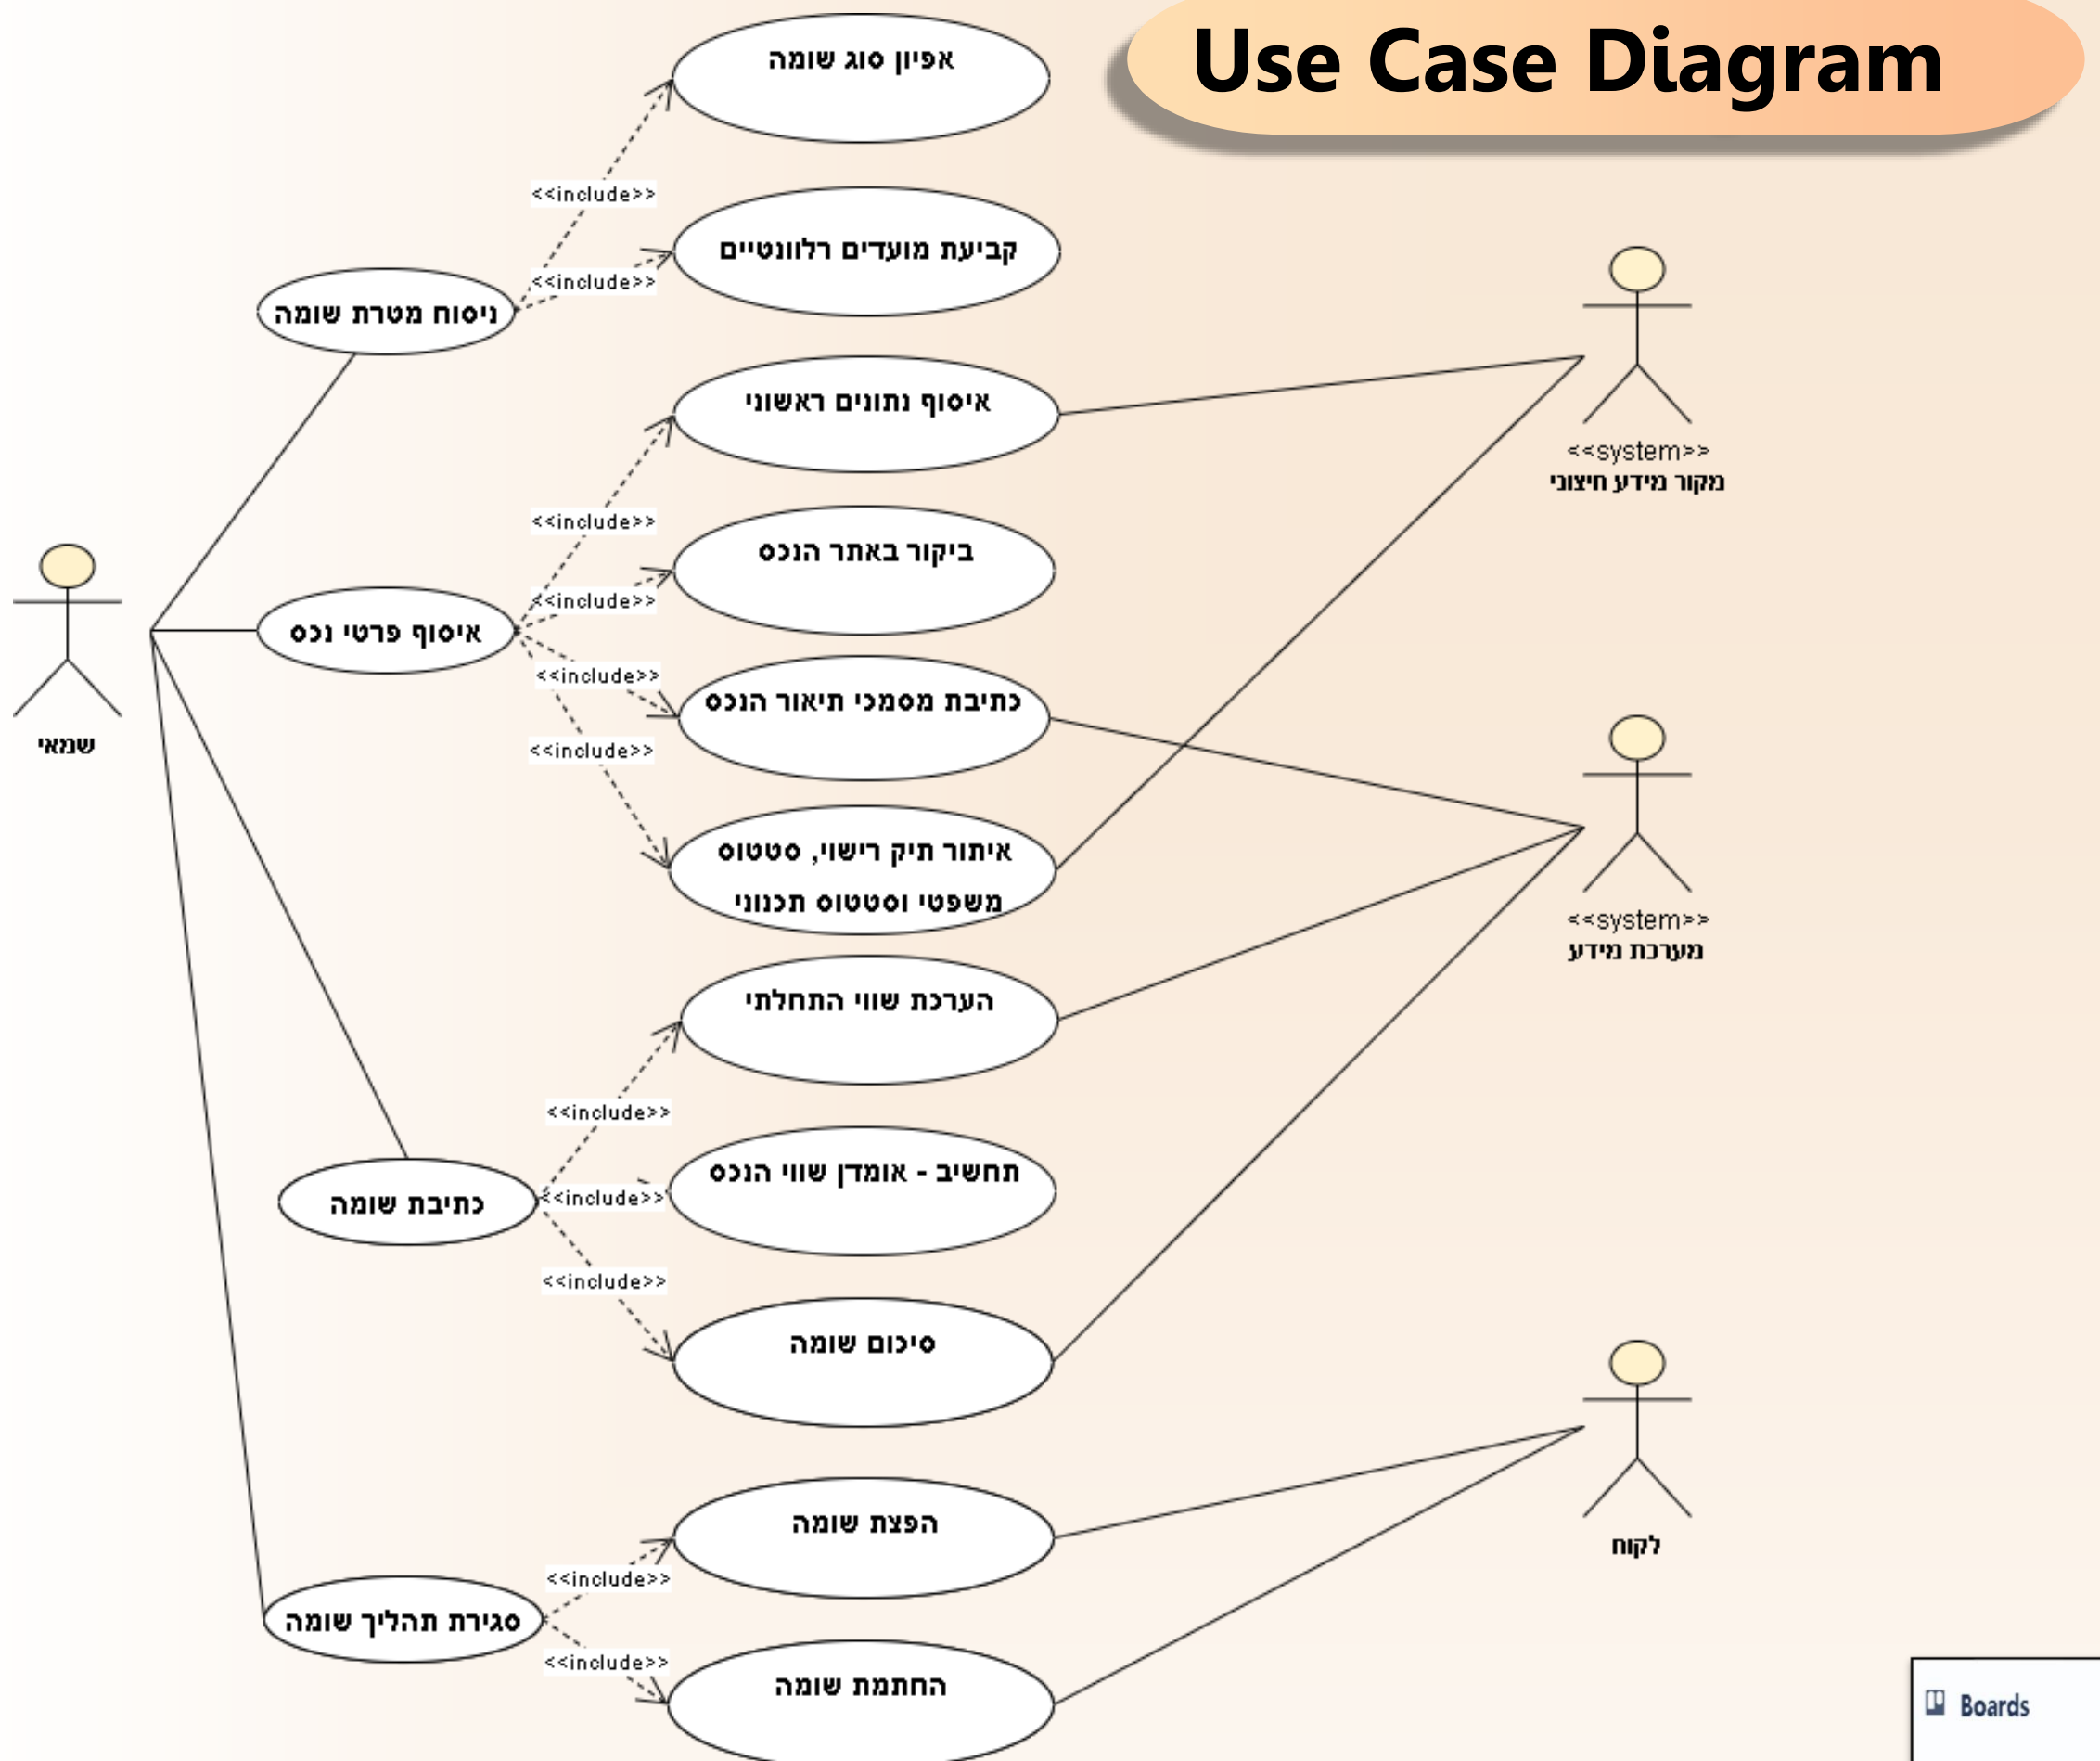 Use Case Diagram
אפיון סוג שומה
<<include>>
קביעת מועדים רלוונטיים
<<include>>
ניסוח מטרת שומה
איסוף נתונים ראשוני
<<system>>
מקור מידע חיצוני
<<include>>
ביקור באתר הנכס
<<include>>
איסוף פרטי נכס
<<include>>
כתיבת מסמכי תיאור הנכס
שמאי
<<include>>
איתור תיק רישוי, סטטוס
משפטי וסטטוס תכנוני
<<system>>
מערכת מידע
הערכת שווי התחלתי
<<include>>
תחשיב - אומדן שווי הנכס
<<include>>
כתיבת שומה
<<include>>
סיכום שומה
הפצת שומה
לקוח
<<include>>
סגירת תהליך שומה
<<include>>
החתמת שומה
Boards